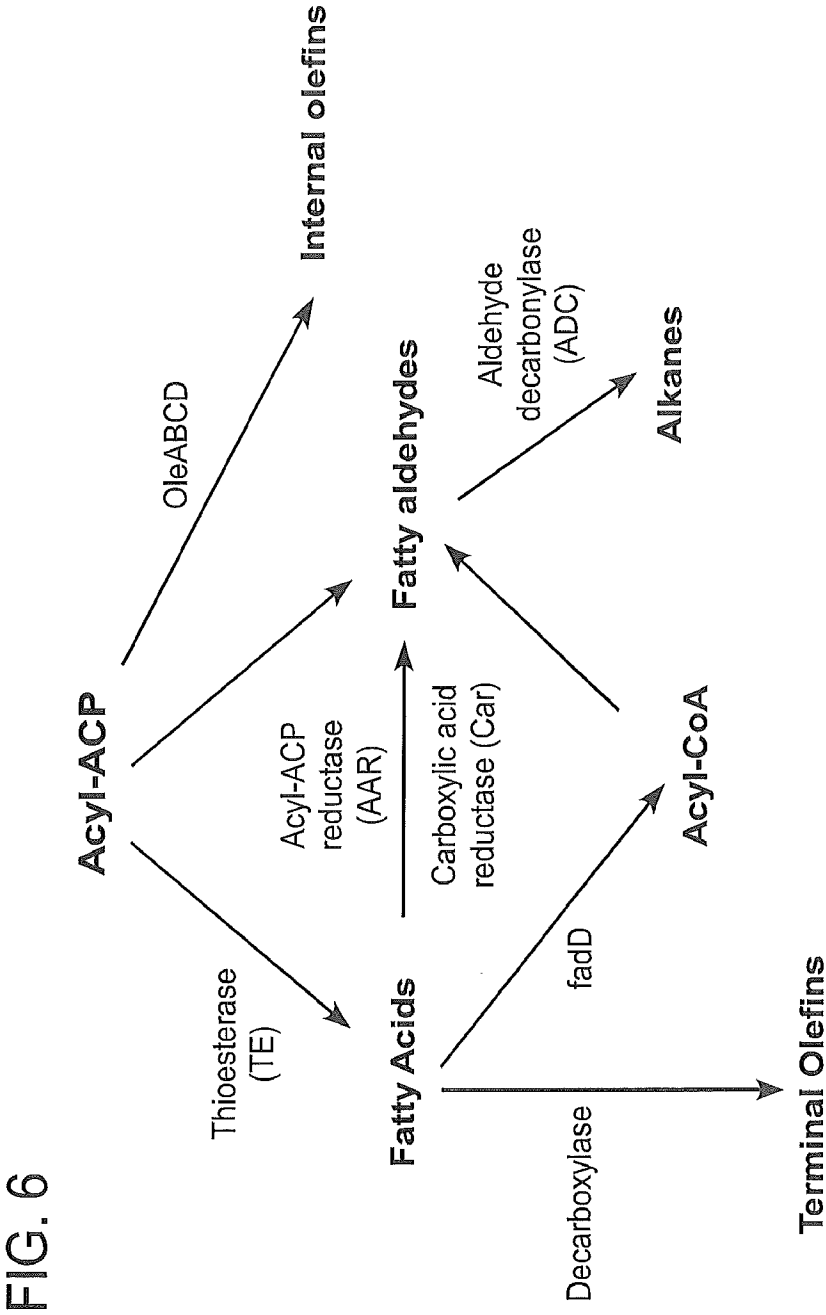 FIG. 6
Acyl-ACP
OleABCD
Internal olefins
Thioesterase
(TE)
Acyl-ACP
reductase
(AAR)
Fatty Acids
Fatty aldehydes
Carboxylic acid
reductase (Car)
Aldehyde
decarbonylase
(ADC)
fadD
Decarboxylase
Acyl-CoA
Alkanes
Terminal Olefins